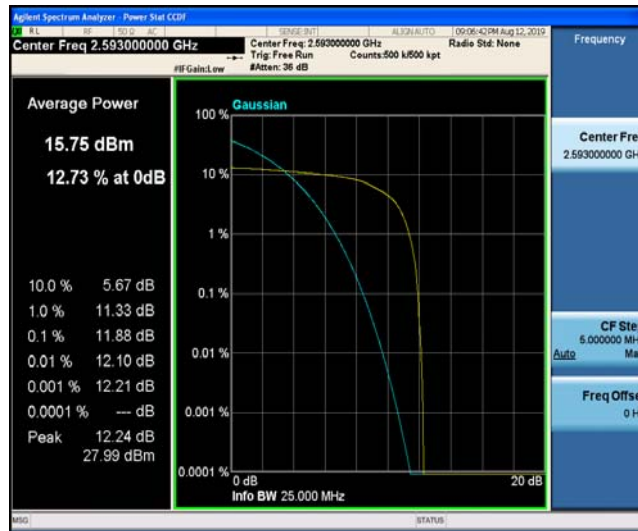 Agilent Spectrum Analyzer - Power Stat CCDF
RL RF 50 Ω AC SENSE:INT ALIGN AUTO 09:06:42 PM Aug 12, 2019
Center Freq 2.593000000 GHz
Center Freq: 2.593000000 GHz Radio Std: None
Trig: Free Run Counts:500 k/500 kpt
#IFGain:Low #Atten: 36 dB
Frequency
Average Power
15.75 dBm
12.73 % at 0dB
10.0 % 5.67 dB
1.0 % 11.33 dB
0.1 % 11.88 dB
0.01 % 12.10 dB
0.001 % 12.21 dB
0.0001 % --- dB
Peak 12.24 dB
27.99 dBm
Gaussian
100 %
10 %
1 %
0.1 %
0.01 %
0.001 %
0.0001 %
0 dB 20 dB
Info BW 25.000 MHz
Center Fre
2.593000000 GH
CF Ste
5.000000 MH
Auto Ma
Freq Offse
0 H
MSG STATUS